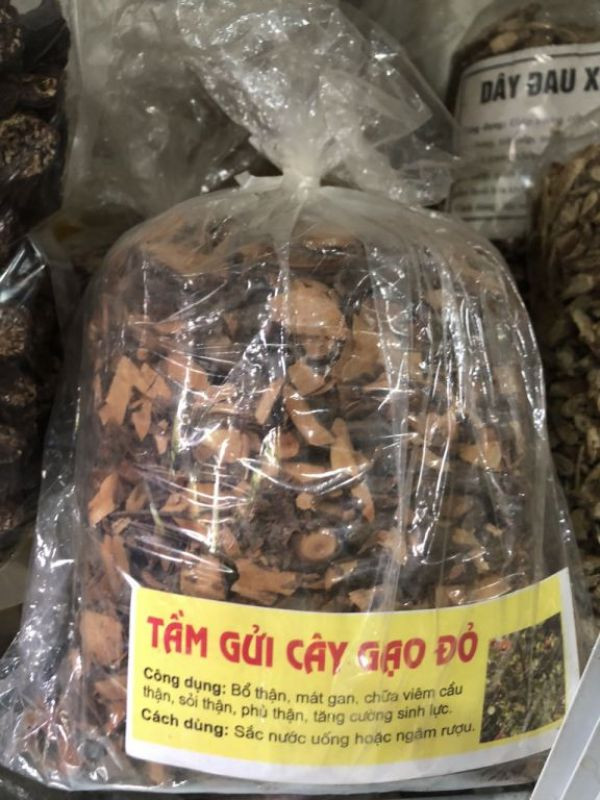 DÂY ĐAU X
TẦM GỬI CÂY GẠO ĐỎ
Công dụng: Bổ thận, mát gan, chữa viêm cầu
thận, sỏi thận, phù thận, tăng cường sinh lực.
Cách dùng: Sắc nước uống hoặc ngâm rượu.